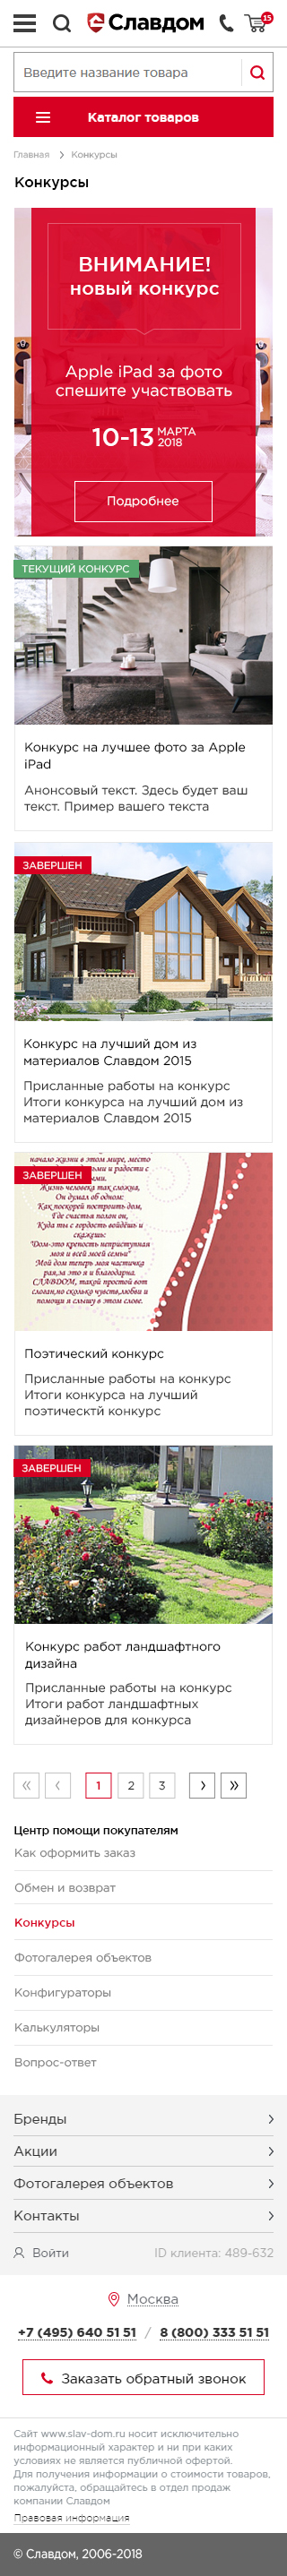 Славдом
15
Введите название товара
Каталог товаров
Главная > Конкурсы
Конкурсы
ВНИМАНИЕ!
новый конкурс
Apple iPad за фото
спешите участвовать
10-13 МАРТА
2018
Подробнее
ТЕКУЩИЙ КОНКУРС
Конкурс на лучшее фото за Apple
iPad
Анонсовый текст. Здесь будет ваш
текст. Пример вашего текста
ЗАВЕРШЕН
Конкурс на лучший дом из
материалов Славдом 2015
Присланные работы на конкурс
Итоги конкурса на лучший дом из
материалов Славдом 2015
начало жизни в этом мире, место
ЗАВЕРШЕН
Жизнь человека так сложна,
Он думал об одном:
Как поскорей построить дом,
Где счастья полон он,
Куда ты с гордость войдёшь и
скажешь:
"Дом-это крепость неприступная
моя и всей моей семьи"
Мой дом теперь моя частичка
рая,за это я и благодарна.
СЛАВДОМ, такой простой вот
слоган,но сколько чувств,любви и
помощи я слышу в этом слове.
Поэтический конкурс
Присланные работы на конкурс
Итоги конкурса на лучший
поэтическтй конкурс
ЗАВЕРШЕН
Конкурс работ ландшафтного
дизайна
Присланные работы на конкурс
Итоги работ ландшафтных
дизайнеров для конкурса
« ‹ 1 2 3 › »
Центр помощи покупателям
Как оформить заказ
Обмен и возврат
Конкурсы
Фотогалерея объектов
Конфигураторы
Калькуляторы
Вопрос-ответ
Бренды
Акции
Фотогалерея объектов
Контакты
Войти ID клиента: 489-632
Москва
+7 (495) 640 51 51 / 8 (800) 333 51 51
Заказать обратный звонок
Сайт www.slav-dom.ru носит исключительно
информационный характер и ни при каких
условиях не является публичной офертой.
Для получения информации о стоимости товаров,
пожалуйста, обращайтесь в отдел продаж
компании Славдом
Правовая информация
© Славдом, 2006-2018